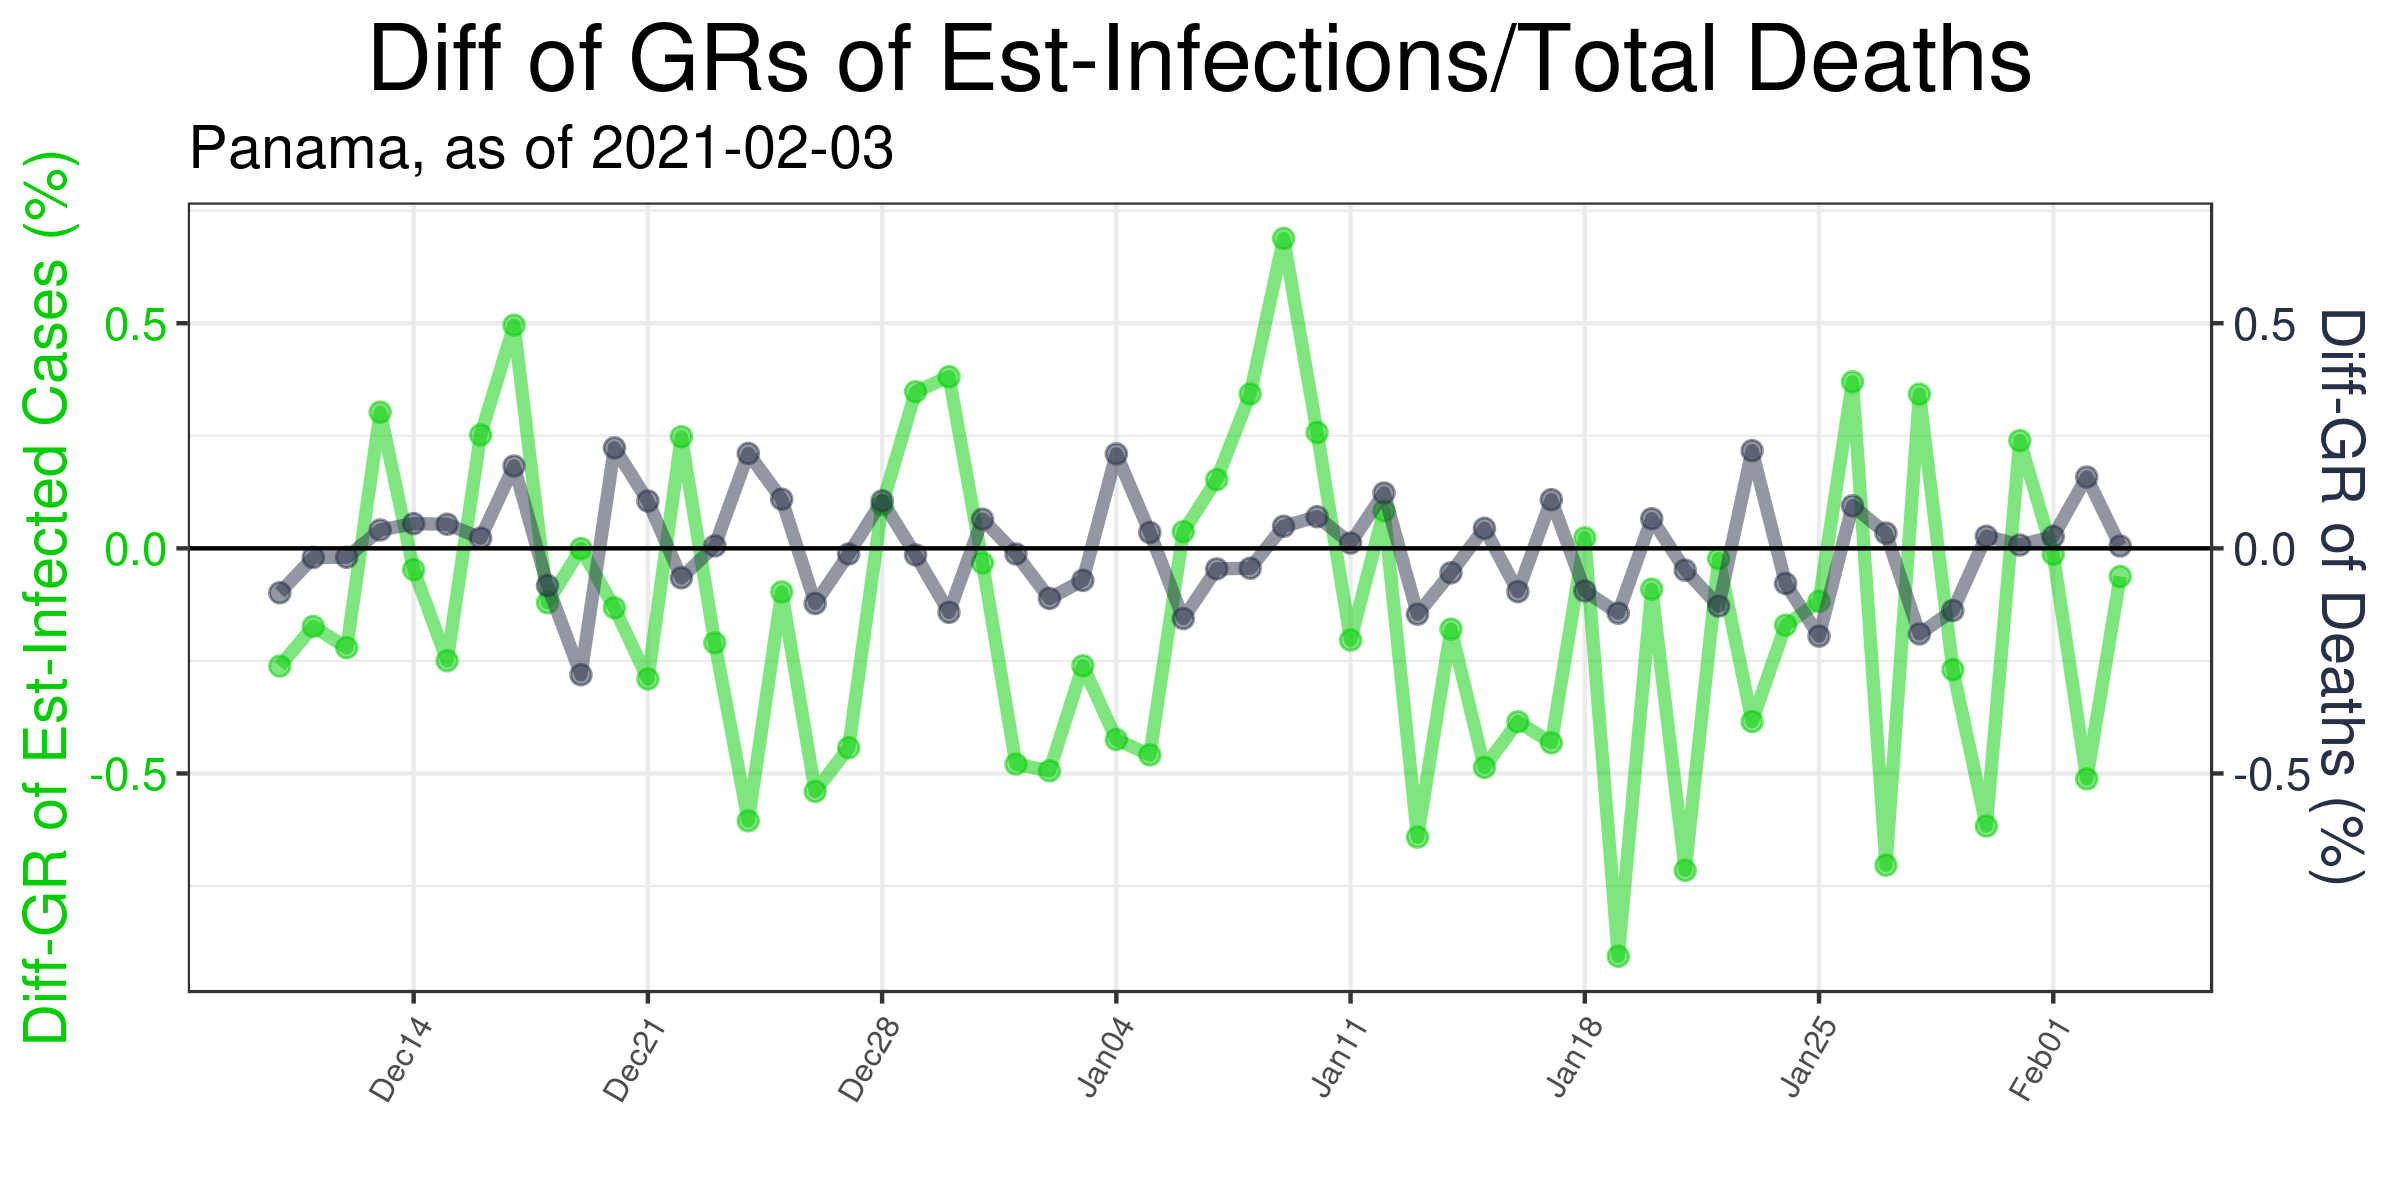 Diff of GRs of Est-Infections/Total Deaths
Panama, as of 2021-02-03
Diff-GR of Est-Infected Cases (%)
0.5
0.0
-0.5
0.5
0.0
-0.5
Diff-GR of Deaths (%)
Dec14
Dec21
Dec28
Jan04
Jan11
Jan18
Jan25
Feb01